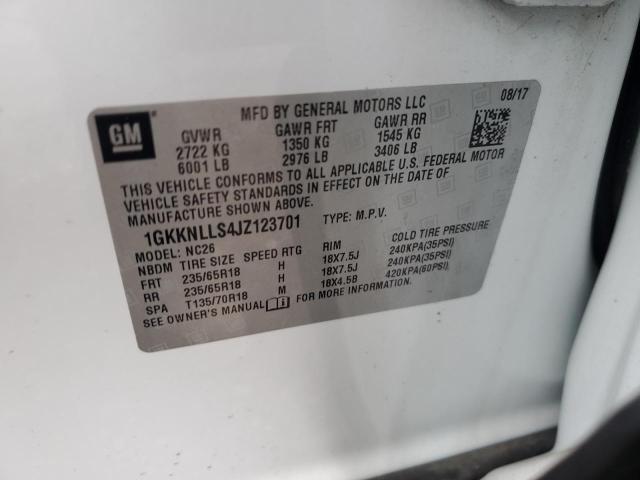 GM
MFD BY GENERAL MOTORS LLC 08/17
GVWR GAWR FRT GAWR RR
2722 KG 1350 KG 1545 KG
6001 LB 2976 LB 3406 LB
THIS VEHICLE CONFORMS TO ALL APPLICABLE U.S. FEDERAL MOTOR
VEHICLE SAFETY STANDARDS IN EFFECT ON THE DATE OF
MANUFACTURE SHOWN ABOVE.
1GKKNLLS4JZ123701 TYPE: M.P.V.
MODEL: NC26
NBDM TIRE SIZE SPEED RTG RIM COLD TIRE PRESSURE
FRT 235/65R18 H 18X7.5J 240KPA(35PSI)
RR 235/65R18 H 18X7.5J 240KPA(35PSI)
SPA T135/70R18 M 18X4.5B 420KPA(60PSI)
SEE OWNER'S MANUAL FOR MORE INFORMATION.